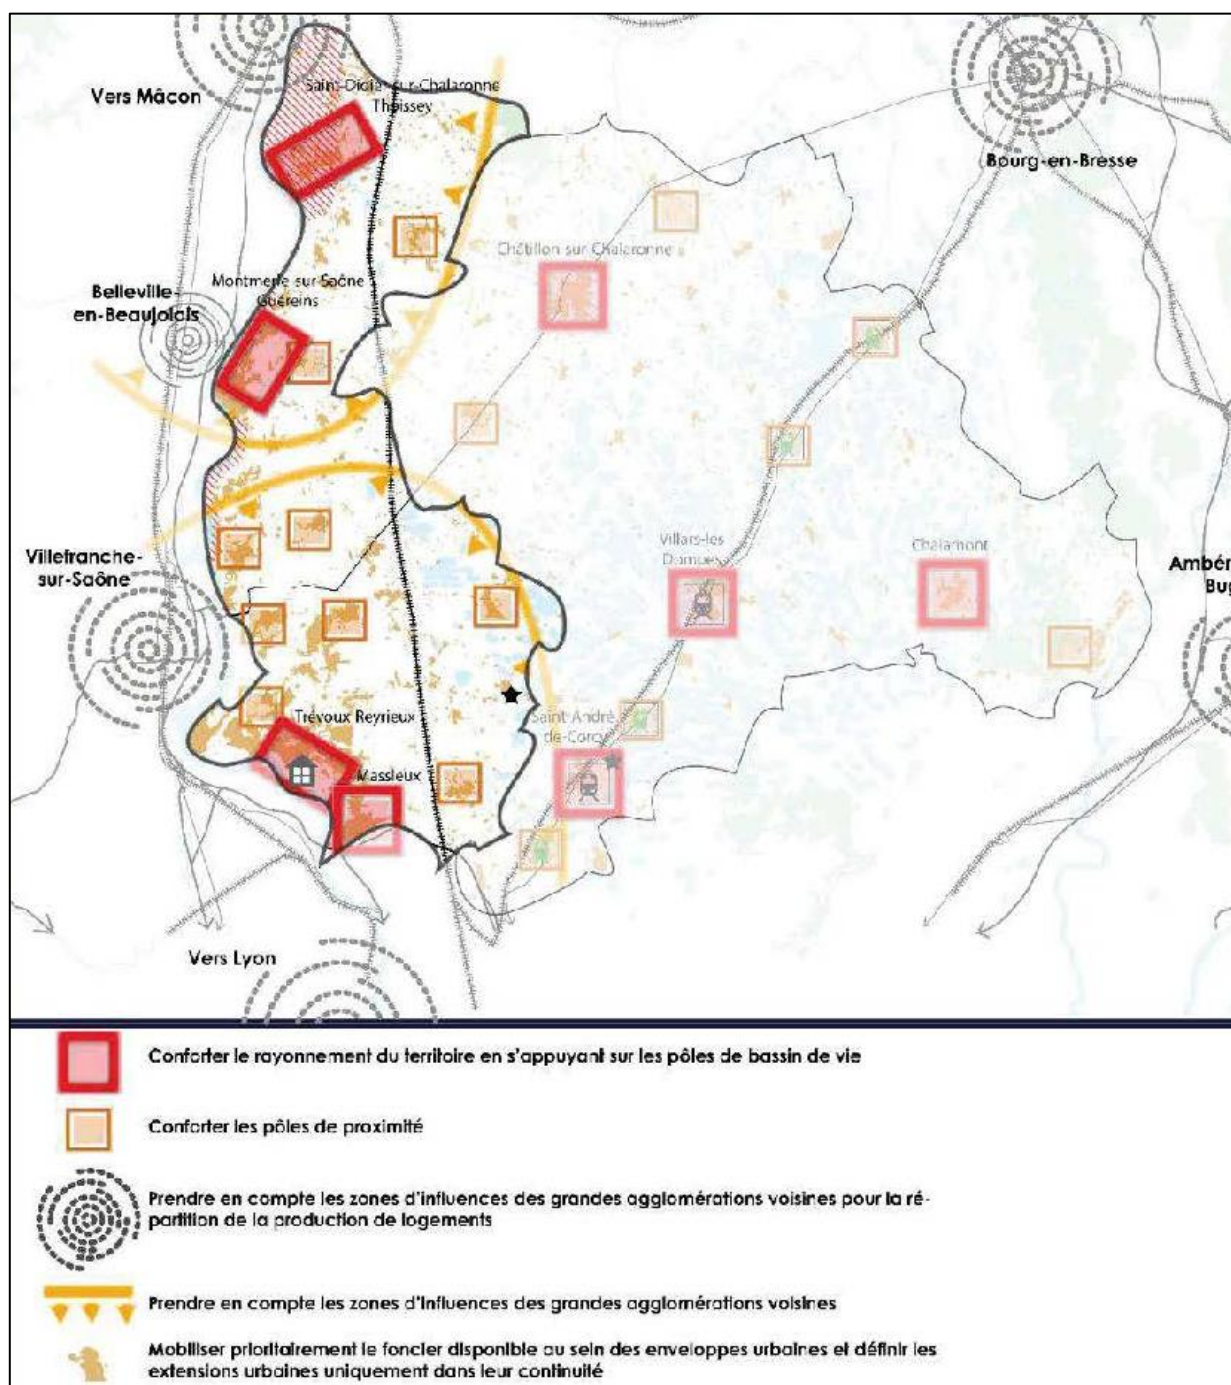 Saint-Didier-sur-Chalaronne
Thoissey
Vers Mâcon
Bourg-en-Bresse
Châtillon-sur-Chalaronne
Montmerle-sur-Saône
Guéreins
Belleville-
en-Beaujolais
Villefranche-
sur-Saône
Villars-les
Dombes
Chalamont
Ambér
Bug
Trévoux Reyrieux
Saint-André
de-Corcy
Massieux
Vers Lyon
Conforter le rayonnement du territoire en s'appuyant sur les pôles de bassin de vie
Conforter les pôles de proximité
Prendre en compte les zones d'influences des grandes agglomérations voisines pour la ré-
partition de la production de logements
Prendre en compte les zones d'influences des grandes agglomérations voisines
Mobiliser prioritairement le foncier disponible au sein des enveloppes urbaines et définir les
extensions urbaines uniquement dans leur continuité